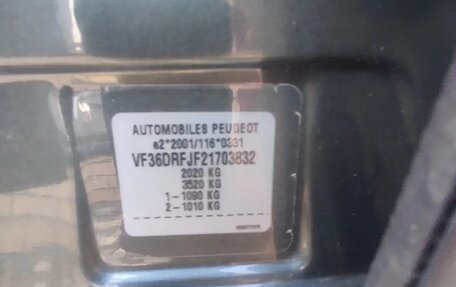 AUTOMOBILES PEUGEOT
e2*2001/116*0331
VF36DRFJF21703832
2020 KG
3520 KG
1-1090 KG
2-1010 KG